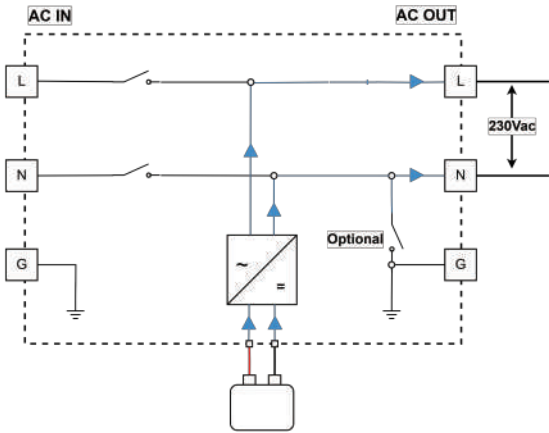 AC IN
AC OUT
L
L
230Vac
N
N
Optional
G
G
~
=